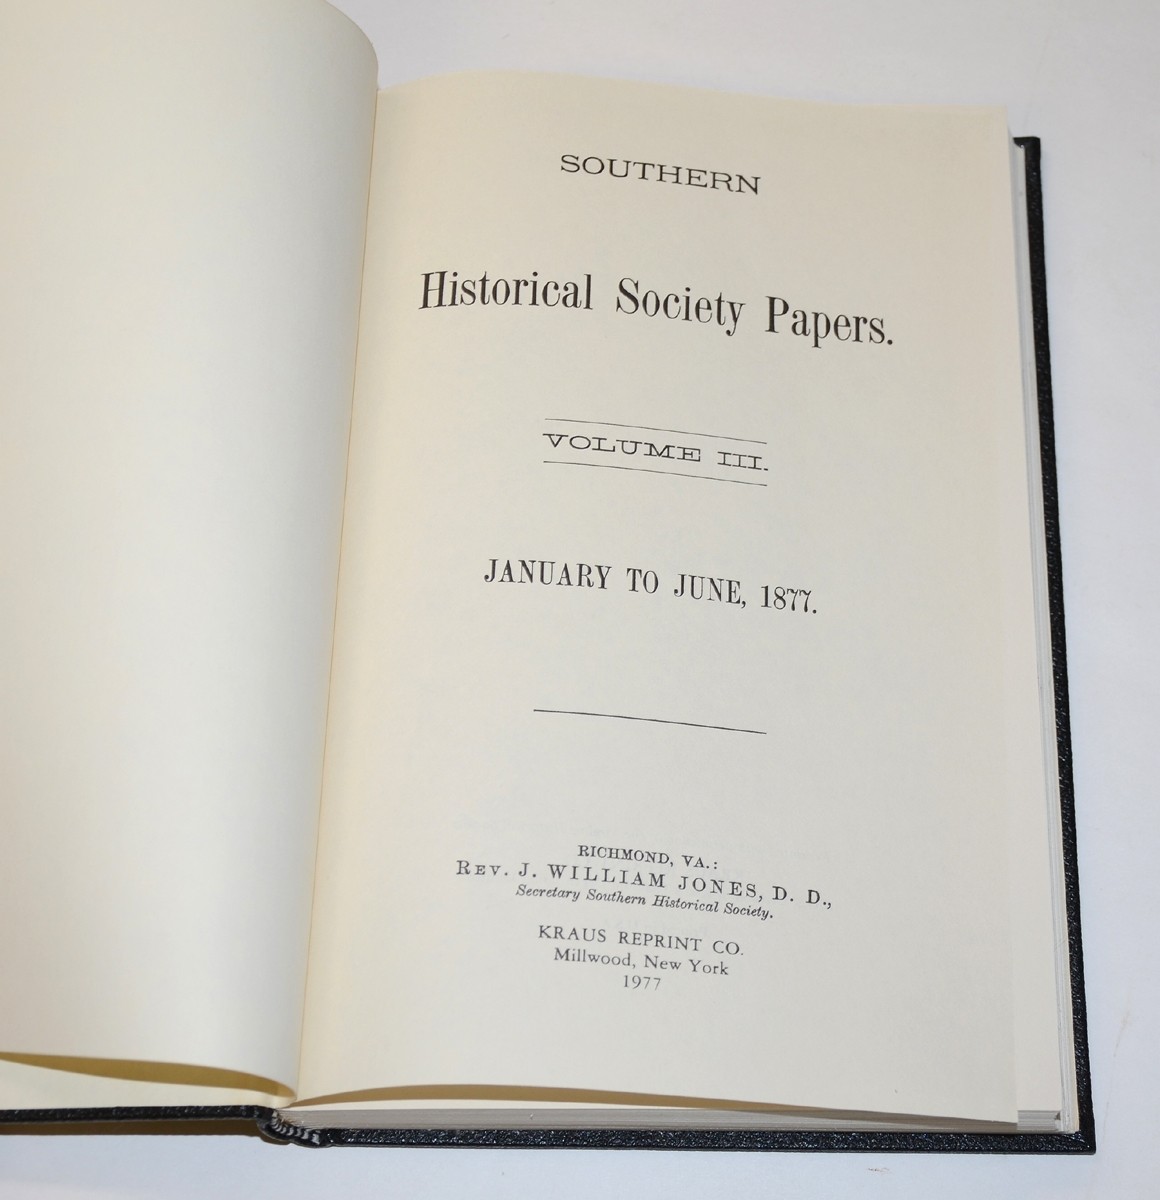 SOUTHERN
Historical Society Papers.
VOLUME III.
JANUARY TO JUNE, 1877.
RICHMOND, VA.:
REV. J. WILLIAM JONES, D. D.,
Secretary Southern Historical Society.
KRAUS REPRINT CO.
Millwood, New York
1977